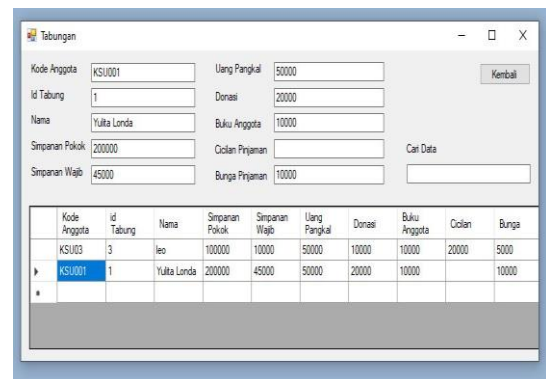 Tabungan
Kode Anggota KSU001 Uang Pangkal 50000 Kembali
Id Tabung 1 Donasi 20000
Nama Yulita Londa Buku Anggota 10000
Simpanan Pokok 200000 Cicilan Pinjaman Cari Data
Simpanan Wajib 45000 Bunga Pinjaman 10000
Kode Anggota id Tabung Nama Simpanan Pokok Simpanan Wajib Uang Pangkal Donasi Buku Anggota Cicilan Bunga
KSU03 3 leo 100000 10000 50000 10000 10000 20000 5000
KSU001 1 Yulita Londa 200000 45000 50000 20000 10000 10000